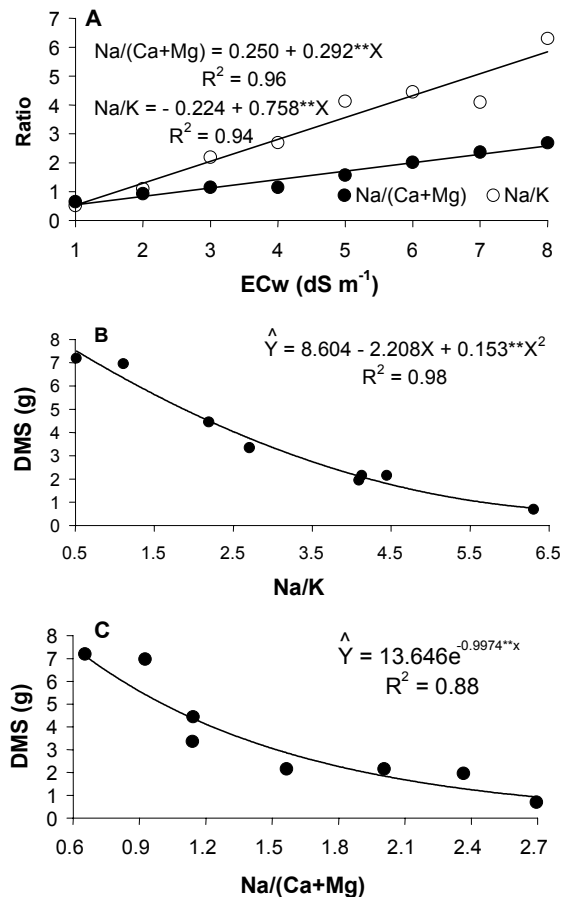 A
7
6
5
4
3
2
1
0
Ratio
Na/(Ca+Mg) = 0.250 + 0.292**X
R² = 0.96
Na/K = - 0.224 + 0.758**X
R² = 0.94
Na/(Ca+Mg) Na/K
1 2 3 4 5 6 7 8
ECw (dS m⁻¹)
B
8
7
6
5
4
3
2
1
0
DMS (g)
Ŷ = 8.604 - 2.208X + 0.153**X²
R² = 0.98
0.5 1.5 2.5 3.5 4.5 5.5 6.5
Na/K
C
8
7
6
5
4
3
2
1
0
DMS (g)
Ŷ = 13.646e⁻⁰·⁹⁹⁷⁴**ˣ
R² = 0.88
0.6 0.9 1.2 1.5 1.8 2.1 2.4 2.7
Na/(Ca+Mg)